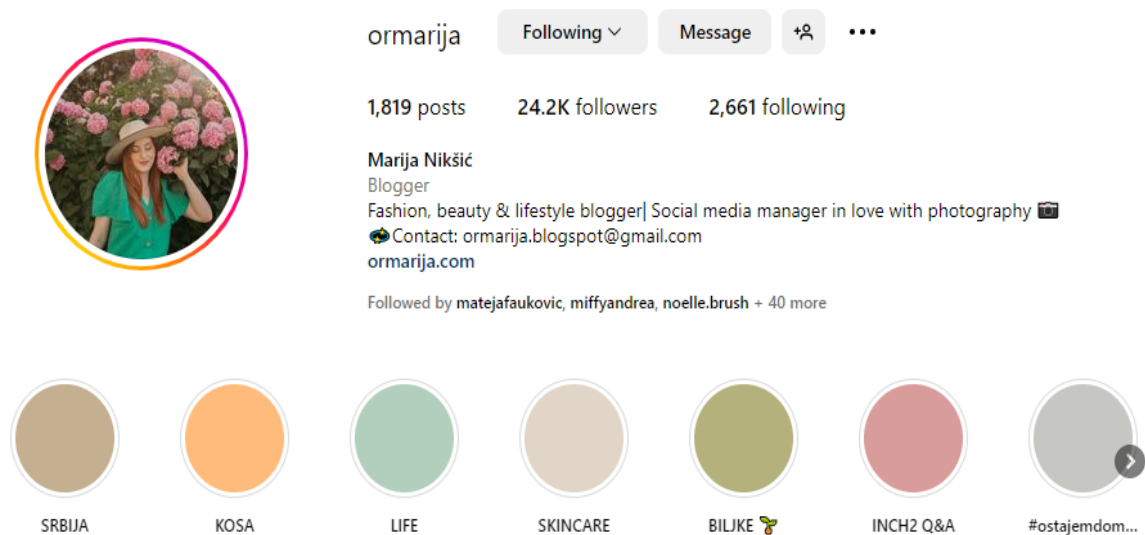 ormarija Following Message
1,819 posts 24.2K followers 2,661 following
Marija Nikšić
Blogger
Fashion, beauty & lifestyle blogger| Social media manager in love with photography 📷
🐠Contact: ormarija.blogspot@gmail.com
ormarija.com
Followed by matejafaukovic, miffyandrea, noelle.brush + 40 more
SRBIJA KOSA LIFE SKINCARE BILJKE 🌱 INCH2 Q&A #ostajemdom...